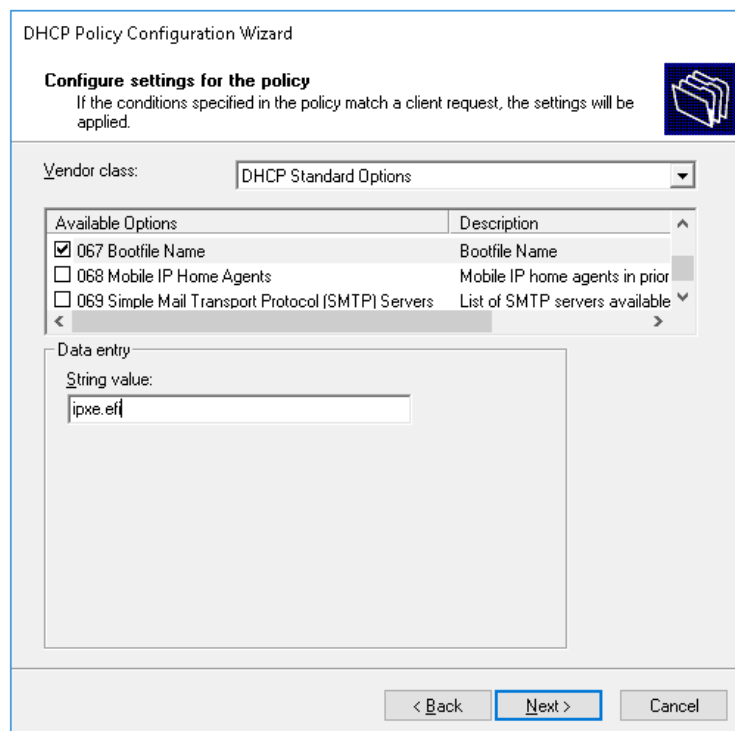 DHCP Policy Configuration Wizard
Configure settings for the policy
If the conditions specified in the policy match a client request, the settings will be
applied.
Vendor class:
DHCP Standard Options
Available Options Description
067 Bootfile Name Bootfile Name
068 Mobile IP Home Agents Mobile IP home agents in prior
069 Simple Mail Transport Protocol (SMTP) Servers List of SMTP servers available
Data entry
String value:
ipxe.efi
< Back Next > Cancel